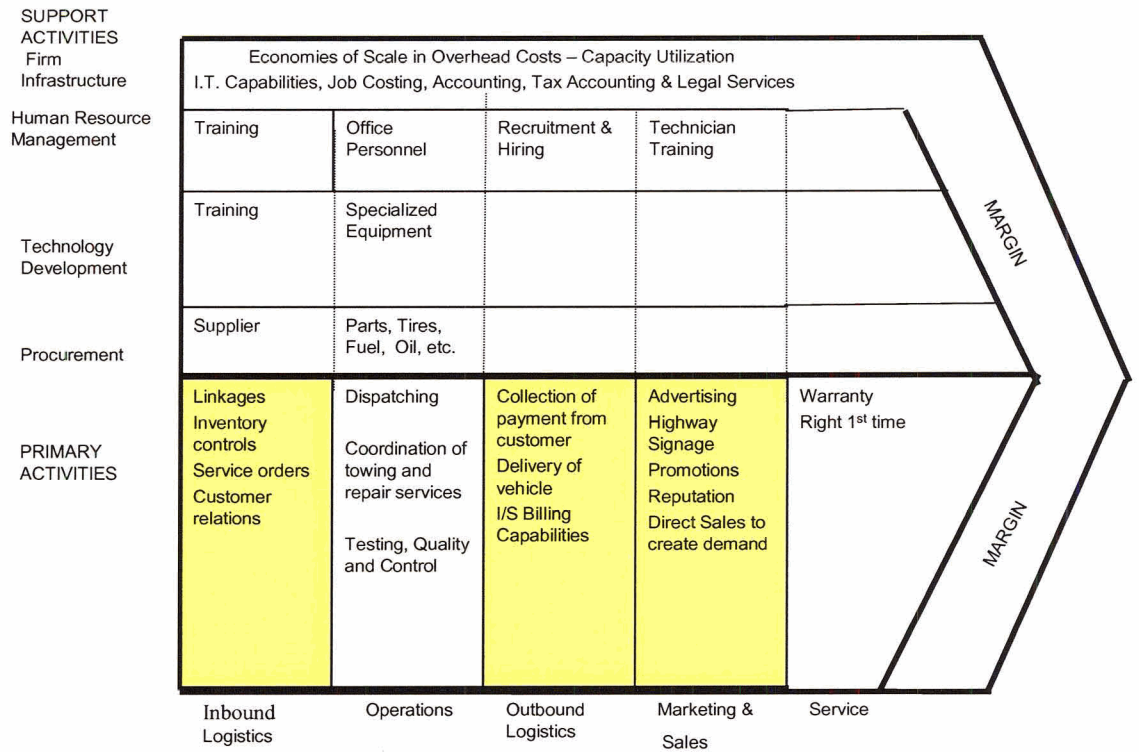 SUPPORT
ACTIVITIES
Firm
Infrastructure
Economies of Scale in Overhead Costs – Capacity Utilization
I.T. Capabilities, Job Costing, Accounting, Tax Accounting & Legal Services
Human Resource
Management
Training
Office
Personnel
Recruitment &
Hiring
Technician
Training
Technology
Development
Training
Specialized
Equipment
Procurement
Supplier
Parts, Tires,
Fuel, Oil, etc.
MARGIN
PRIMARY
ACTIVITIES
Linkages
Inventory
controls
Service orders
Customer
relations
Dispatching
Coordination of
towing and
repair services
Testing, Quality
and Control
Collection of
payment from
customer
Delivery of
vehicle
I/S Billing
Capabilities
Advertising
Highway
Signage
Promotions
Reputation
Direct Sales to
create demand
Warranty
Right 1st time
MARGIN
Inbound
Logistics
Operations
Outbound
Logistics
Marketing &
Sales
Service